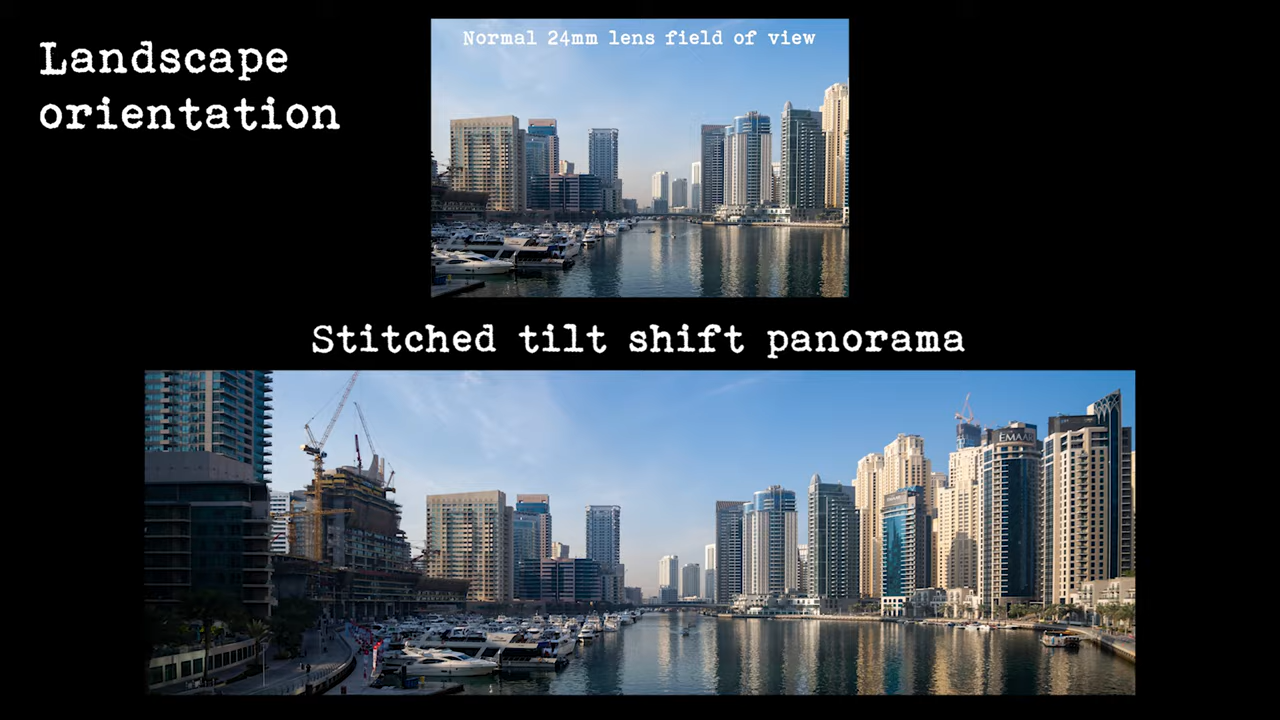 Landscape
orientation
Normal 24mm lens field of view
Stitched tilt shift panorama
EMAAR